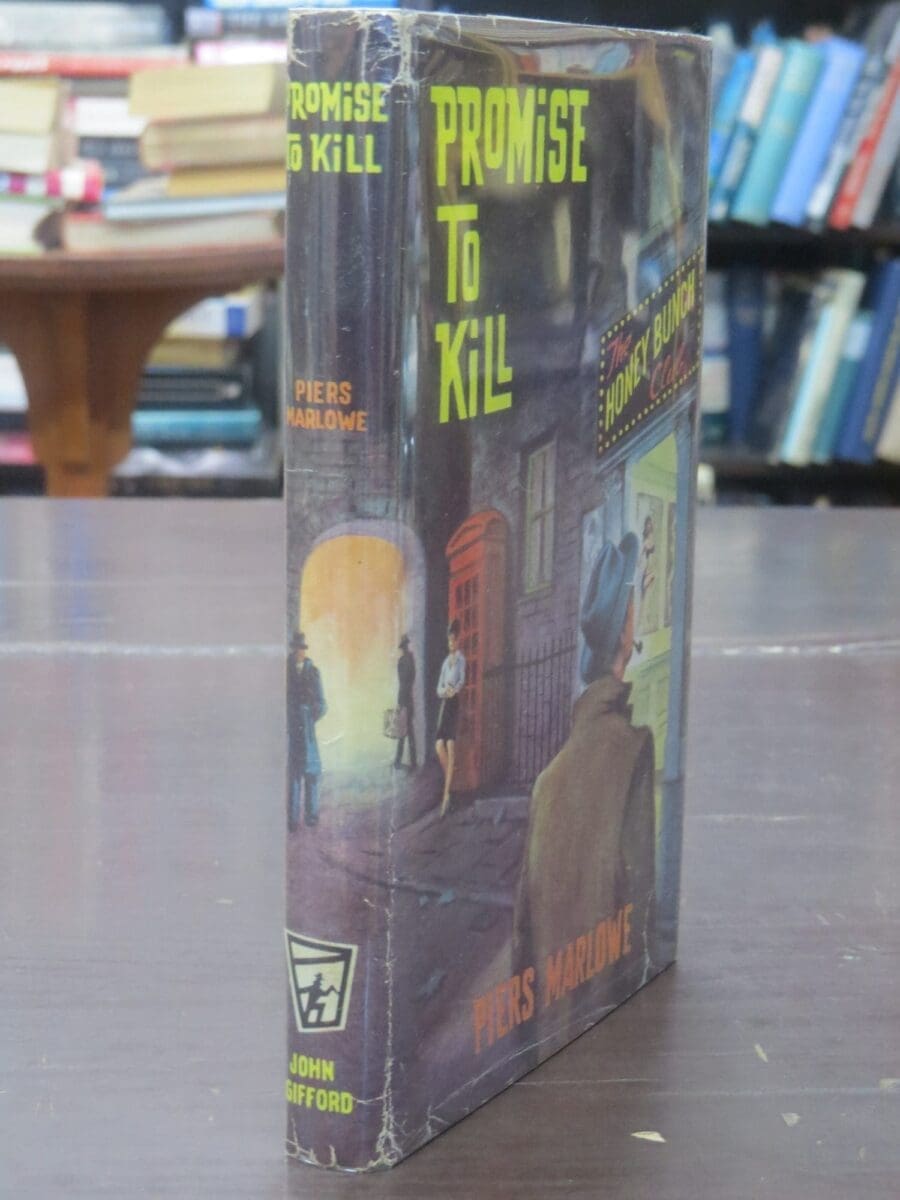 PROMISE
TO KILL
PIERS
MARLOWE
JOHN
GIFFORD
PROMISE
TO
KILL
The
HONEY BUNCH
Club
PIERS MARLOWE